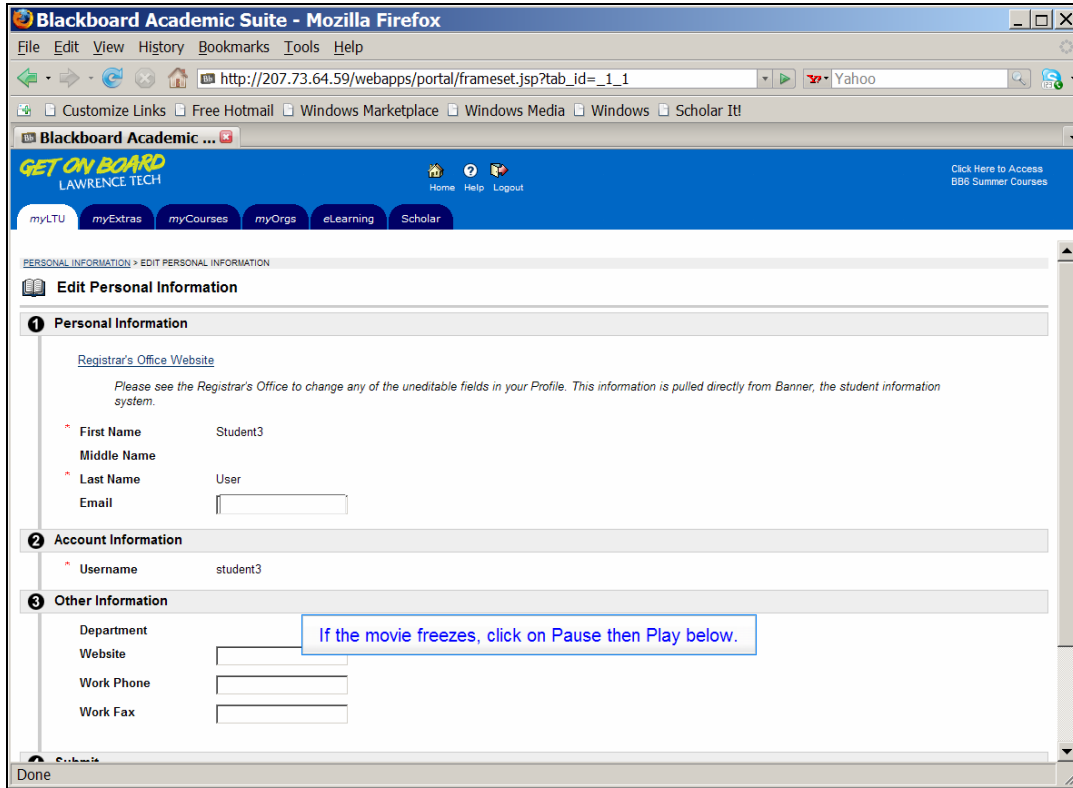 Blackboard Academic Suite - Mozilla Firefox
File Edit View History Bookmarks Tools Help
http://207.73.64.59/webapps/portal/frameset.jsp?tab_id=_1_1
Yahoo
Customize Links Free Hotmail Windows Marketplace Windows Media Windows Scholar It!
Blackboard Academic ...
GET ON BOARD
LAWRENCE TECH
Home Help Logout
Click Here to Access
BB6 Summer Courses
myLTU myExtras myCourses myOrgs eLearning Scholar
PERSONAL INFORMATION > EDIT PERSONAL INFORMATION
Edit Personal Information
1 Personal Information
Registrar's Office Website
Please see the Registrar's Office to change any of the uneditable fields in your Profile. This information is pulled directly from Banner, the student information
system.
* First Name Student3
Middle Name
* Last Name User
Email
2 Account Information
* Username student3
3 Other Information
Department
If the movie freezes, click on Pause then Play below.
Website
Work Phone
Work Fax
4 Submit
Done